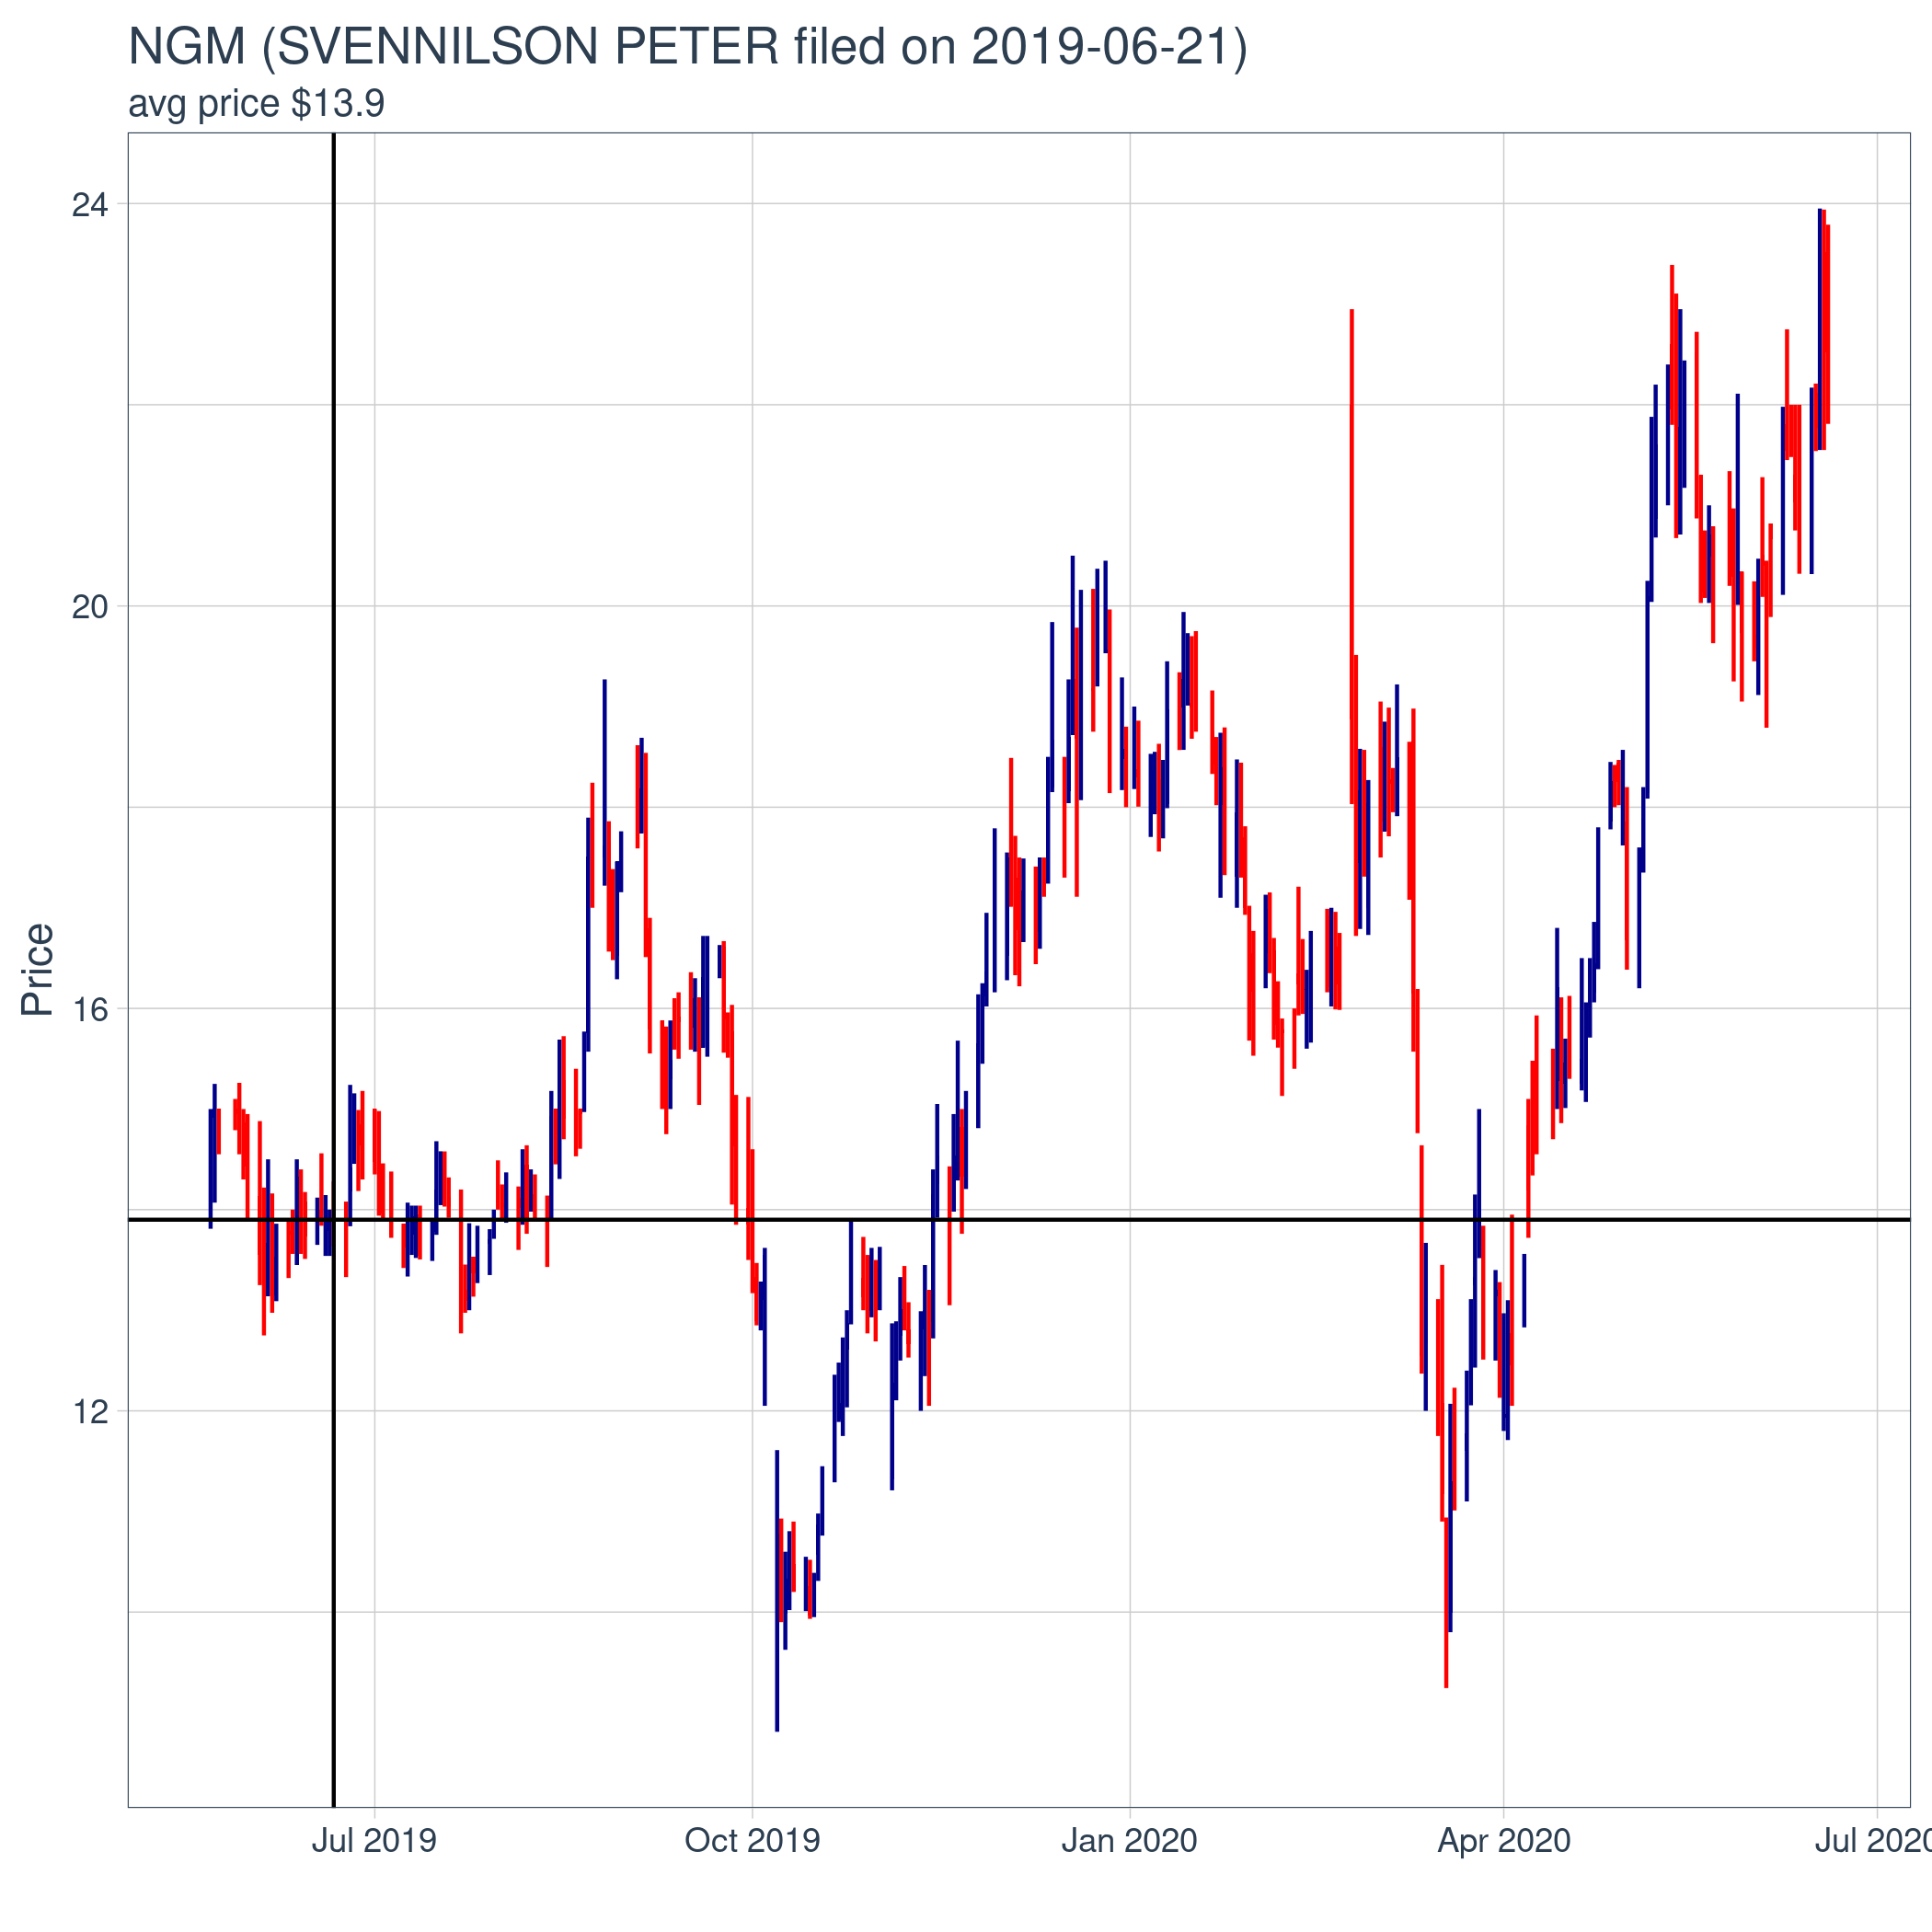 NGM (SVENNILSON PETER filed on 2019-06-21)
avg price $13.9
24
20
16
12
Price
Jul 2019
Oct 2019
Jan 2020
Apr 2020
Jul 2020